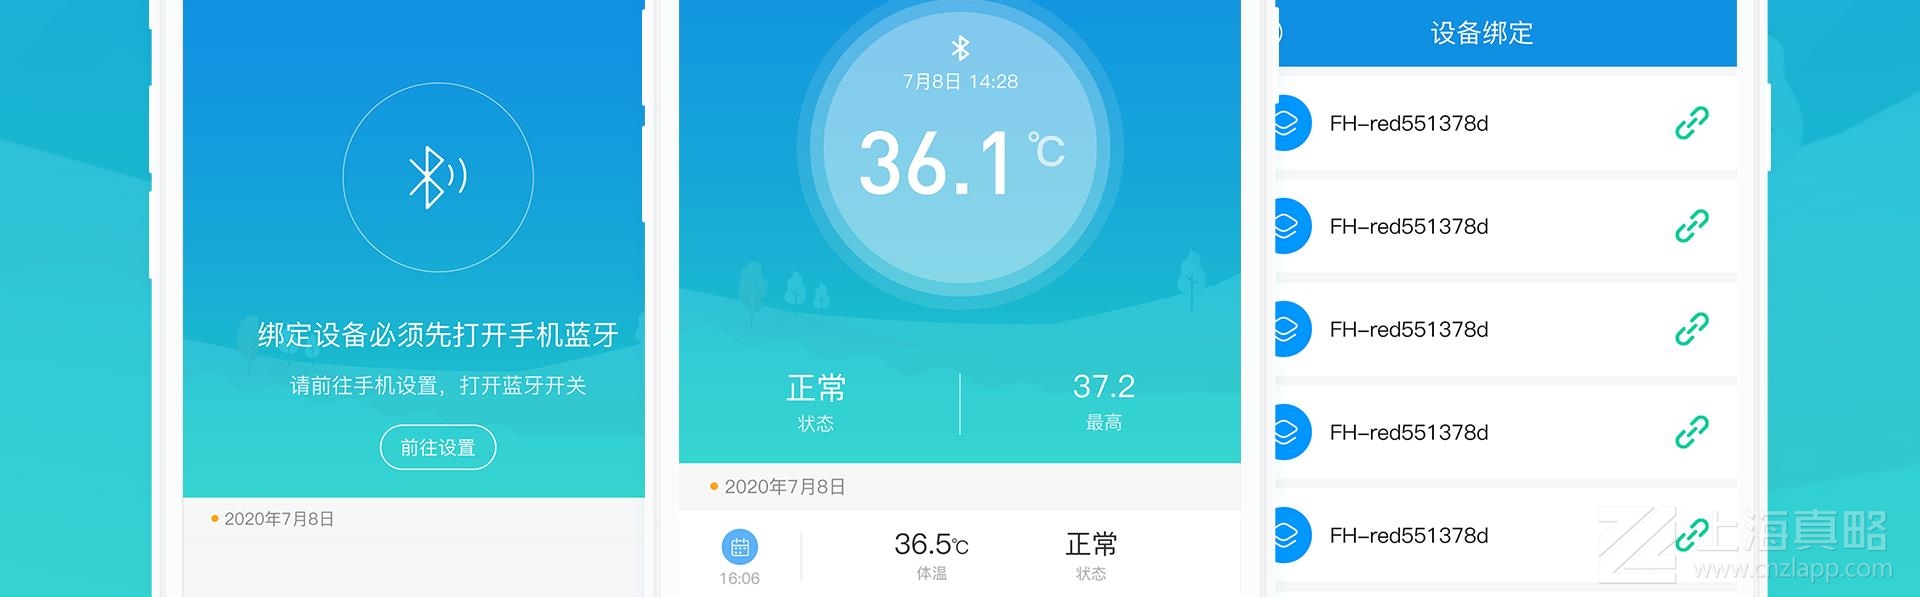 绑定设备必须先打开手机蓝牙
请前往手机设置，打开蓝牙开关
前往设置
2020年7月8日
7月8日 14:28
36.1℃
正常
状态
37.2
最高
2020年7月8日
16:06
36.5℃
体温
正常
状态
设备绑定
FH-red551378d
FH-red551378d
FH-red551378d
FH-red551378d
FH-red551378d
上海真略
www.cnzlapp.com